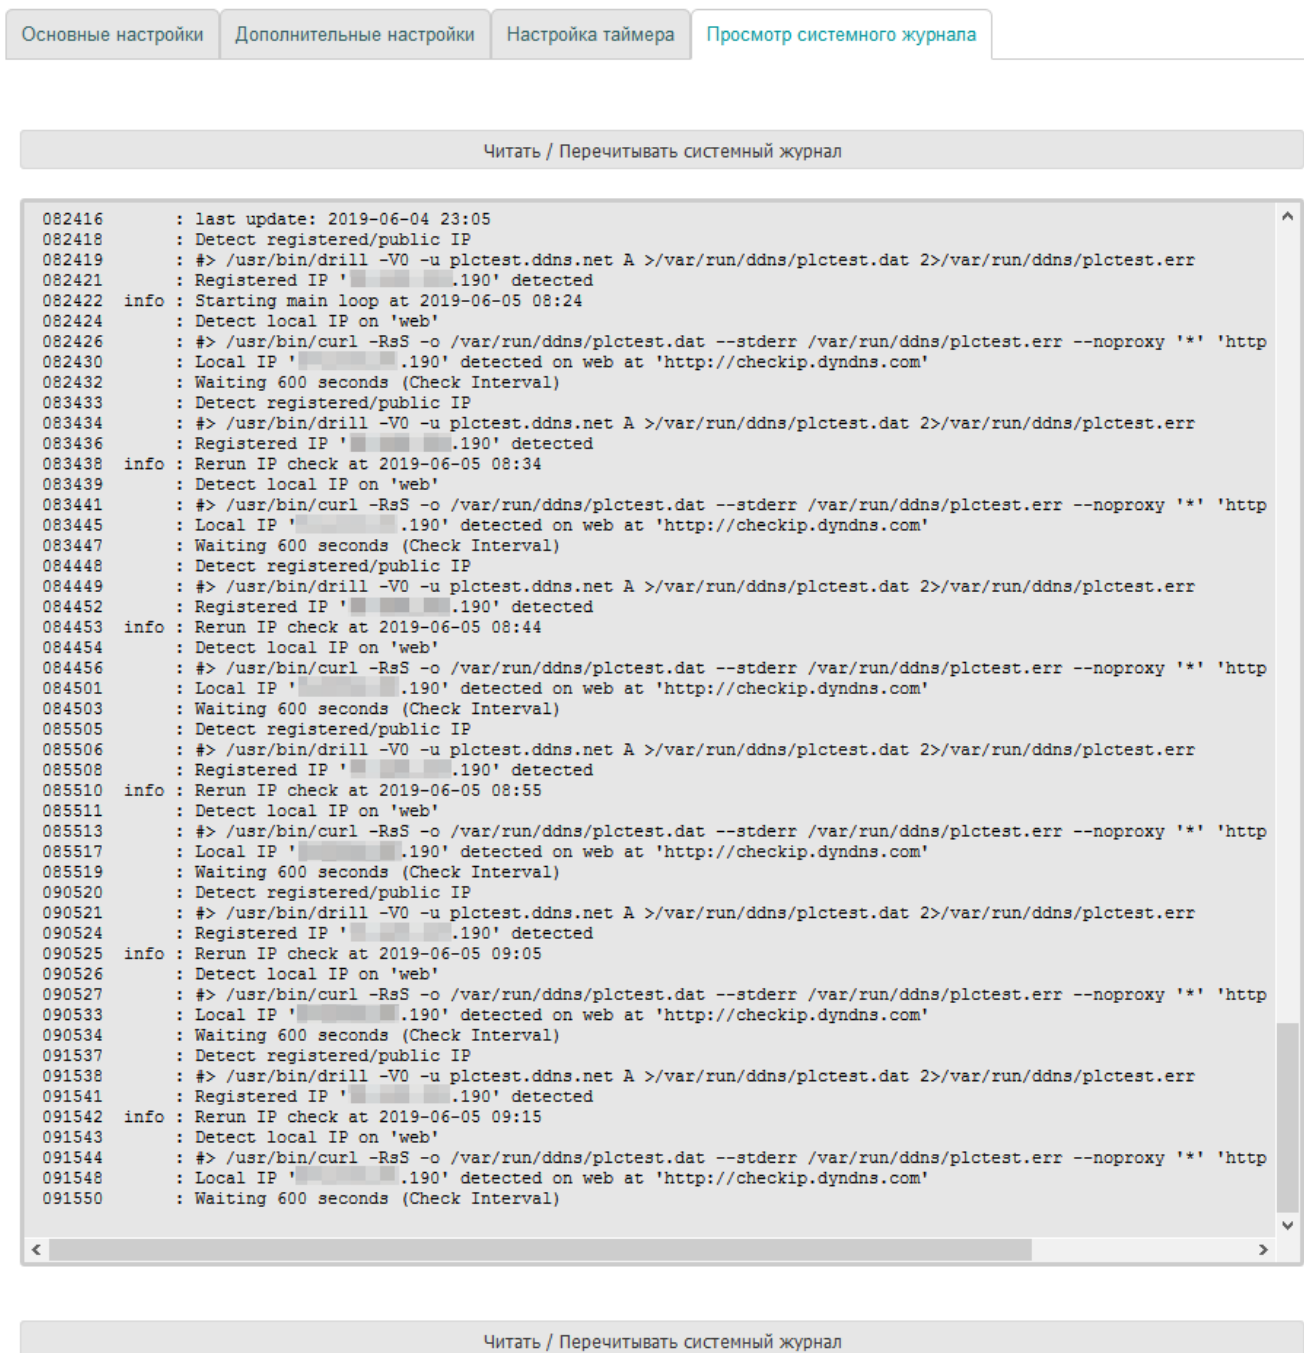 Основные настройки Дополнительные настройки Настройка таймера Просмотр системного журнала
Читать / Перечитывать системный журнал
082416 : last update: 2019-06-04 23:05
082418 : Detect registered/public IP
082419 : #> /usr/bin/drill -V0 -u plctest.ddns.net A >/var/run/ddns/plctest.dat 2>/var/run/ddns/plctest.err
082421 : Registered IP ' .190' detected
082422 info : Starting main loop at 2019-06-05 08:24
082424 : Detect local IP on 'web'
082426 : #> /usr/bin/curl -RsS -o /var/run/ddns/plctest.dat --stderr /var/run/ddns/plctest.err --noproxy '*' 'http
082430 : Local IP ' .190' detected on web at 'http://checkip.dyndns.com'
082432 : Waiting 600 seconds (Check Interval)
083433 : Detect registered/public IP
083434 : #> /usr/bin/drill -V0 -u plctest.ddns.net A >/var/run/ddns/plctest.dat 2>/var/run/ddns/plctest.err
083436 : Registered IP ' .190' detected
083438 info : Rerun IP check at 2019-06-05 08:34
083439 : Detect local IP on 'web'
083441 : #> /usr/bin/curl -RsS -o /var/run/ddns/plctest.dat --stderr /var/run/ddns/plctest.err --noproxy '*' 'http
083445 : Local IP ' .190' detected on web at 'http://checkip.dyndns.com'
083447 : Waiting 600 seconds (Check Interval)
084448 : Detect registered/public IP
084449 : #> /usr/bin/drill -V0 -u plctest.ddns.net A >/var/run/ddns/plctest.dat 2>/var/run/ddns/plctest.err
084452 : Registered IP ' .190' detected
084453 info : Rerun IP check at 2019-06-05 08:44
084454 : Detect local IP on 'web'
084456 : #> /usr/bin/curl -RsS -o /var/run/ddns/plctest.dat --stderr /var/run/ddns/plctest.err --noproxy '*' 'http
084501 : Local IP ' .190' detected on web at 'http://checkip.dyndns.com'
084503 : Waiting 600 seconds (Check Interval)
085505 : Detect registered/public IP
085506 : #> /usr/bin/drill -V0 -u plctest.ddns.net A >/var/run/ddns/plctest.dat 2>/var/run/ddns/plctest.err
085508 : Registered IP ' .190' detected
085510 info : Rerun IP check at 2019-06-05 08:55
085511 : Detect local IP on 'web'
085513 : #> /usr/bin/curl -RsS -o /var/run/ddns/plctest.dat --stderr /var/run/ddns/plctest.err --noproxy '*' 'http
085517 : Local IP ' .190' detected on web at 'http://checkip.dyndns.com'
085519 : Waiting 600 seconds (Check Interval)
090520 : Detect registered/public IP
090521 : #> /usr/bin/drill -V0 -u plctest.ddns.net A >/var/run/ddns/plctest.dat 2>/var/run/ddns/plctest.err
090524 : Registered IP ' .190' detected
090525 info : Rerun IP check at 2019-06-05 09:05
090526 : Detect local IP on 'web'
090527 : #> /usr/bin/curl -RsS -o /var/run/ddns/plctest.dat --stderr /var/run/ddns/plctest.err --noproxy '*' 'http
090533 : Local IP ' .190' detected on web at 'http://checkip.dyndns.com'
090534 : Waiting 600 seconds (Check Interval)
091537 : Detect registered/public IP
091538 : #> /usr/bin/drill -V0 -u plctest.ddns.net A >/var/run/ddns/plctest.dat 2>/var/run/ddns/plctest.err
091541 : Registered IP ' .190' detected
091542 info : Rerun IP check at 2019-06-05 09:15
091543 : Detect local IP on 'web'
091544 : #> /usr/bin/curl -RsS -o /var/run/ddns/plctest.dat --stderr /var/run/ddns/plctest.err --noproxy '*' 'http
091548 : Local IP ' .190' detected on web at 'http://checkip.dyndns.com'
091550 : Waiting 600 seconds (Check Interval)
Читать / Перечитывать системный журнал